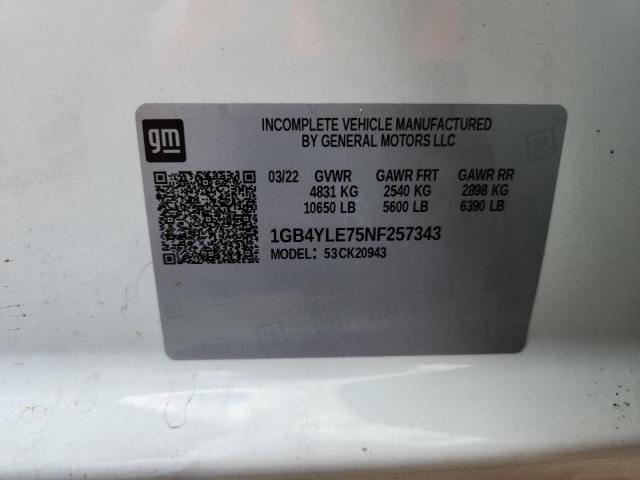 gm
INCOMPLETE VEHICLE MANUFACTURED
BY GENERAL MOTORS LLC
03/22 GVWR GAWR FRT GAWR RR
4831 KG 2540 KG 2898 KG
10650 LB 5600 LB 6390 LB
1GB4YLE75NF257343
MODEL: 53CK20943